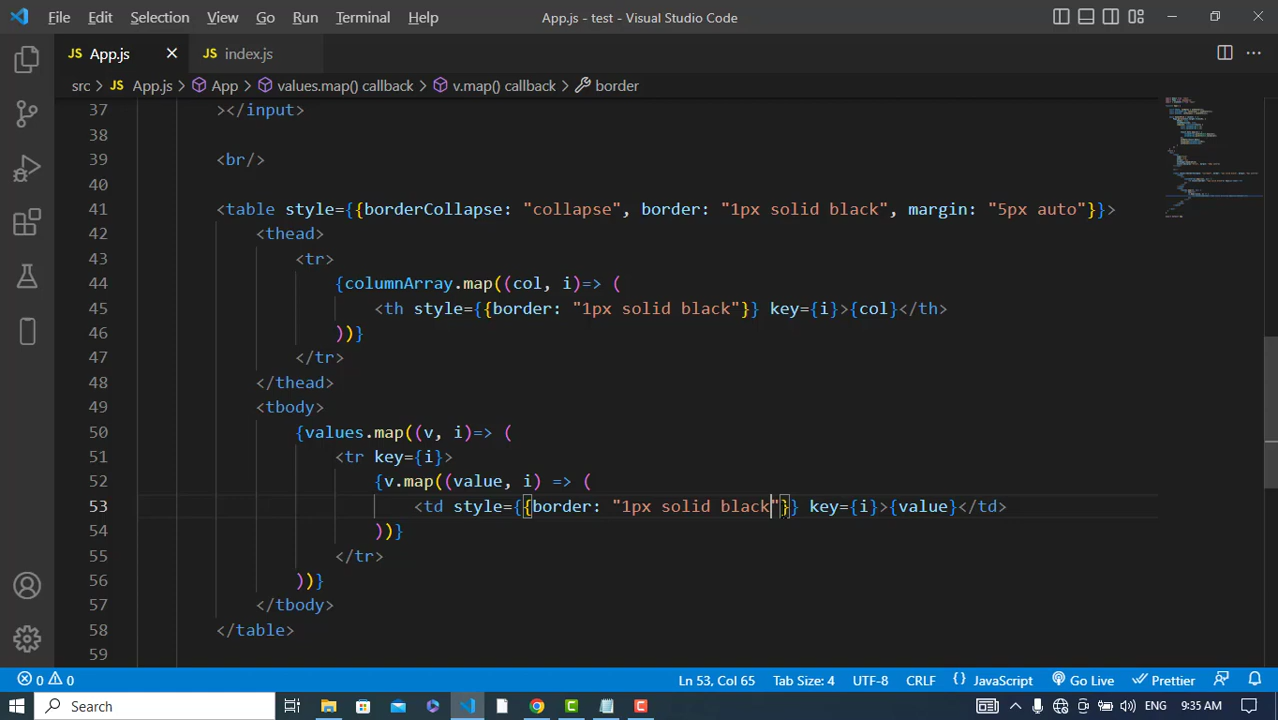 File Edit Selection View Go Run Terminal Help App.js - test - Visual Studio Code
JS App.js JS index.js
src > JS App.js > App > values.map() callback > v.map() callback > border
37 ></input>
38
39 <br/>
40
41 <table style={{borderCollapse: "collapse", border: "1px solid black", margin: "5px auto"}}>
42 <thead>
43 <tr>
44 {columnArray.map((col, i)=> (
45 <th style={{border: "1px solid black"}} key={i}>{col}</th>
46 ))}
47 </tr>
48 </thead>
49 <tbody>
50 {values.map((v, i)=> (
51 <tr key={i}>
52 {v.map((value, i) => (
53 <td style={{border: "1px solid black"}} key={i}>{value}</td>
54 ))}
55 </tr>
56 ))}
57 </tbody>
58 </table>
59
0 0 Ln 53, Col 65 Tab Size: 4 UTF-8 CRLF {} JavaScript Go Live Prettier
Search ENG 9:35 AM